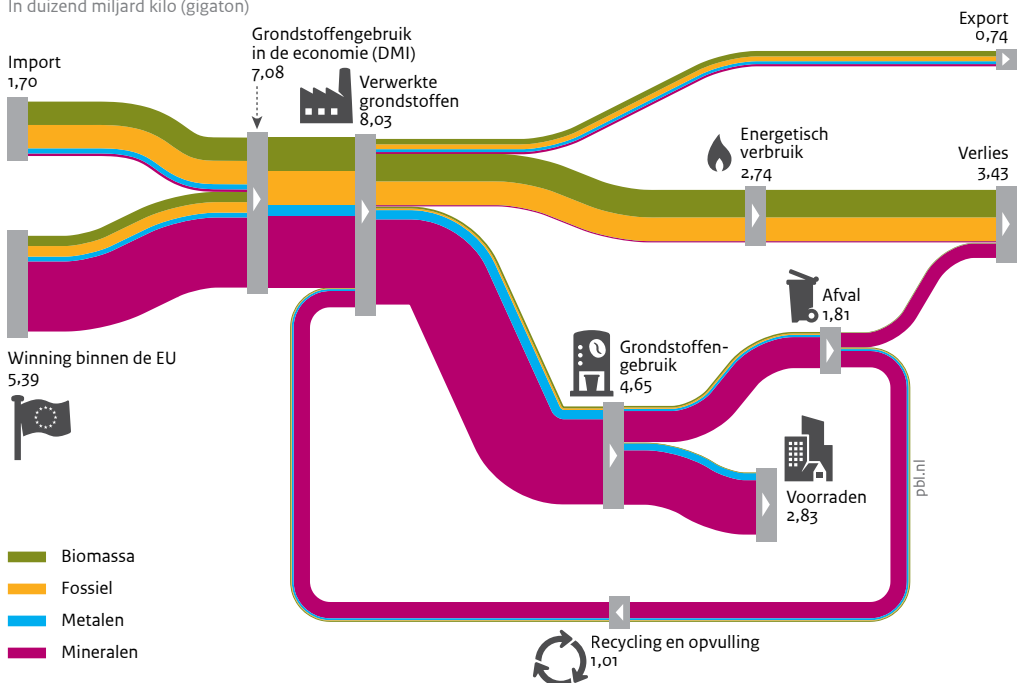 In duizend miljard kilo (gigaton)
Import
1,70
Grondstoffengebruik
in de economie (DMI)
7,08
Verwerkte
grondstoffen
8,03
Export
0,74
Energetisch
verbruik
2,74
Verlies
3,43
Winning binnen de EU
5,39
Afval
1,81
Grondstoffen-
gebruik
4,65
Voorraden
2,83
pbl.nl
Biomassa
Fossiel
Metalen
Mineralen
Recycling en opvulling
1,01